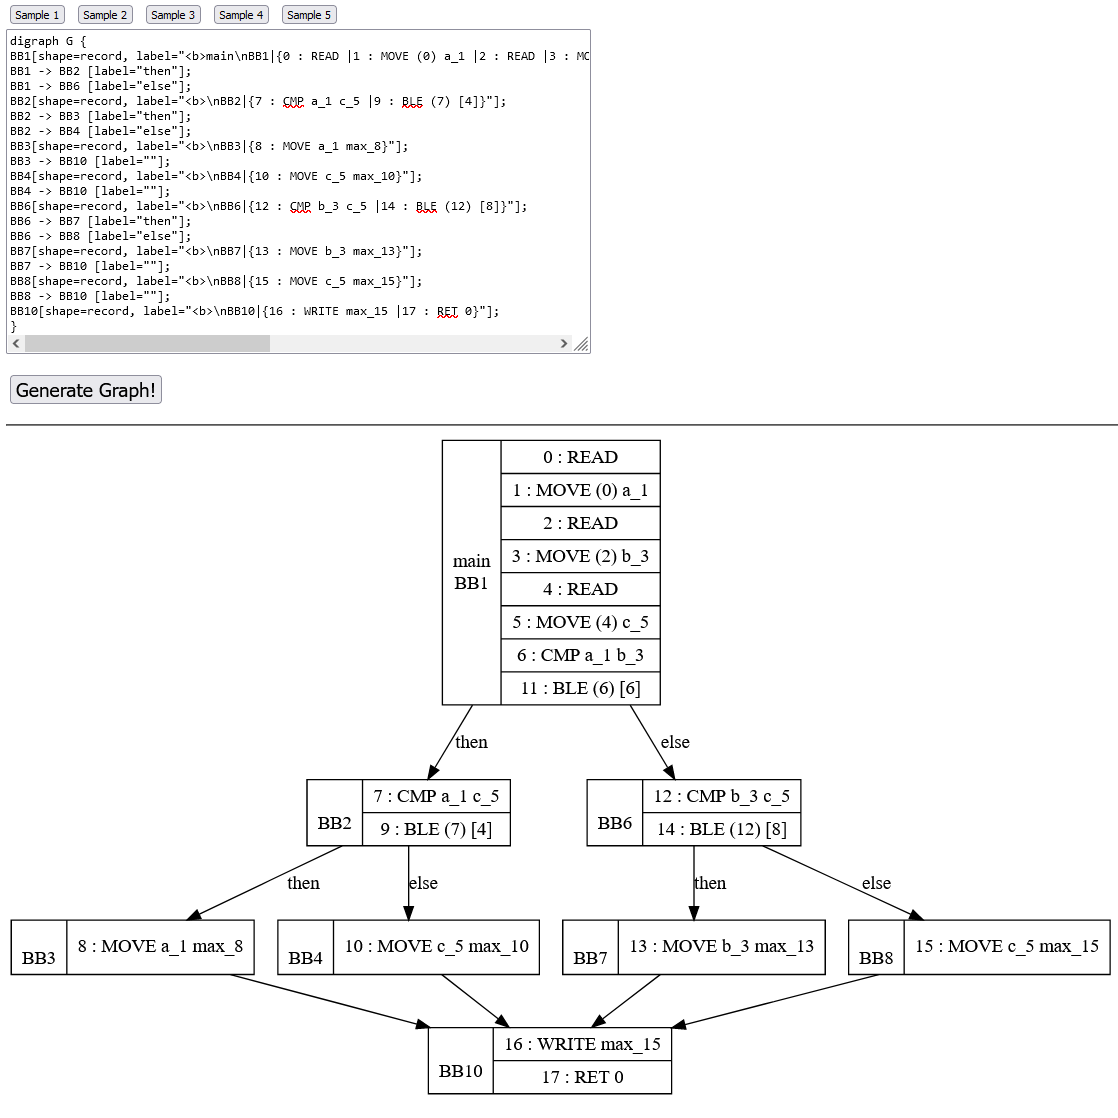 Sample 1 Sample 2 Sample 3 Sample 4 Sample 5
digraph G {
BB1[shape=record, label="<b>main\nBB1|{0 : READ |1 : MOVE (0) a_1 |2 : READ |3 : MO
BB1 -> BB2 [label="then"];
BB1 -> BB6 [label="else"];
BB2[shape=record, label="<b>\nBB2|{7 : CMP a_1 c_5 |9 : BLE (7) [4]}"];
BB2 -> BB3 [label="then"];
BB2 -> BB4 [label="else"];
BB3[shape=record, label="<b>\nBB3|{8 : MOVE a_1 max_8}"];
BB3 -> BB10 [label=""];
BB4[shape=record, label="<b>\nBB4|{10 : MOVE c_5 max_10}"];
BB4 -> BB10 [label=""];
BB6[shape=record, label="<b>\nBB6|{12 : CMP b_3 c_5 |14 : BLE (12) [8]}"];
BB6 -> BB7 [label="then"];
BB6 -> BB8 [label="else"];
BB7[shape=record, label="<b>\nBB7|{13 : MOVE b_3 max_13}"];
BB7 -> BB10 [label=""];
BB8[shape=record, label="<b>\nBB8|{15 : MOVE c_5 max_15}"];
BB8 -> BB10 [label=""];
BB10[shape=record, label="<b>\nBB10|{16 : WRITE max_15 |17 : RET 0}"];
}
Generate Graph!
main
BB1
0 : READ
1 : MOVE (0) a_1
2 : READ
3 : MOVE (2) b_3
4 : READ
5 : MOVE (4) c_5
6 : CMP a_1 b_3
11 : BLE (6) [6]
then
else
BB2
7 : CMP a_1 c_5
9 : BLE (7) [4]
BB6
12 : CMP b_3 c_5
14 : BLE (12) [8]
then
else
then
else
BB3
8 : MOVE a_1 max_8
BB4
10 : MOVE c_5 max_10
BB7
13 : MOVE b_3 max_13
BB8
15 : MOVE c_5 max_15
BB10
16 : WRITE max_15
17 : RET 0